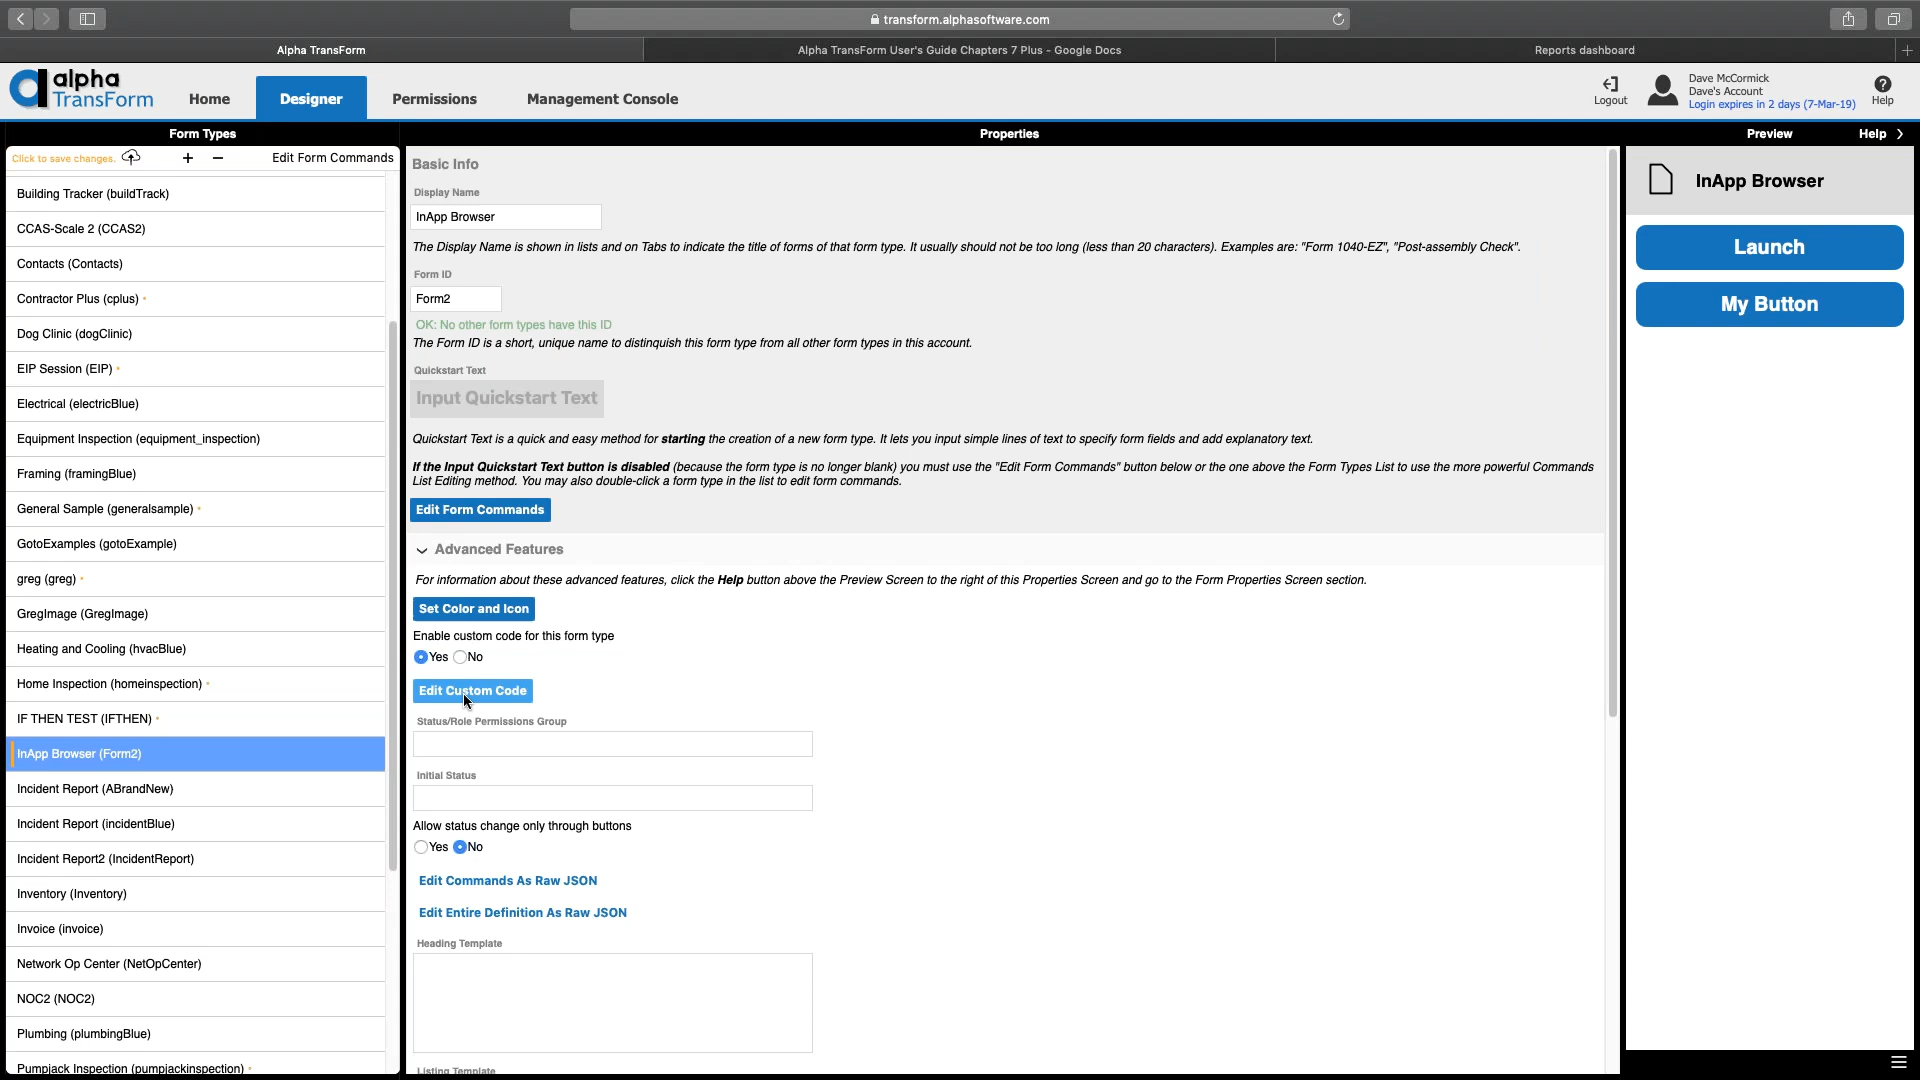 transform.alphasoftware.com
Alpha TransForm
Alpha TransForm User's Guide Chapters 7 Plus - Google Docs
Reports dashboard
alpha
TransForm
Home
Designer
Permissions
Management Console
Logout
Dave McCormick
Dave's Account
Login expires in 2 days (7-Mar-19)
Help
Form Types
Properties
Preview
Help
Click to save changes.
Edit Form Commands
Building Tracker (buildTrack)
CCAS-Scale 2 (CCAS2)
Contacts (Contacts)
Contractor Plus (cplus)
Dog Clinic (dogClinic)
EIP Session (EIP)
Electrical (electricBlue)
Equipment Inspection (equipment_inspection)
Framing (framingBlue)
General Sample (generalsample)
GotoExamples (gotoExample)
greg (greg)
GregImage (GregImage)
Heating and Cooling (hvacBlue)
Home Inspection (homeinspection)
IF THEN TEST (IFTHEN)
InApp Browser (Form2)
Incident Report (ABrandNew)
Incident Report (incidentBlue)
Incident Report2 (IncidentReport)
Inventory (Inventory)
Invoice (invoice)
Network Op Center (NetOpCenter)
NOC2 (NOC2)
Plumbing (plumbingBlue)
Pumpjack Inspection (pumpjackinspection)
Basic Info
Display Name
InApp Browser
The Display Name is shown in lists and on Tabs to indicate the title of forms of that form type. It usually should not be too long (less than 20 characters). Examples are: "Form 1040-EZ", "Post-assembly Check".
Form ID
Form2
OK: No other form types have this ID
The Form ID is a short, unique name to distinquish this form type from all other form types in this account.
Quickstart Text
Input Quickstart Text
Quickstart Text is a quick and easy method for starting the creation of a new form type. It lets you input simple lines of text to specify form fields and add explanatory text.
If the Input Quickstart Text button is disabled (because the form type is no longer blank) you must use the "Edit Form Commands" button below or the one above the Form Types List to use the more powerful Commands
List Editing method. You may also double-click a form type in the list to edit form commands.
Edit Form Commands
Advanced Features
For information about these advanced features, click the Help button above the Preview Screen to the right of this Properties Screen and go to the Form Properties Screen section.
Set Color and Icon
Enable custom code for this form type
Yes No
Edit Custom Code
Status/Role Permissions Group
Initial Status
Allow status change only through buttons
Yes No
Edit Commands As Raw JSON
Edit Entire Definition As Raw JSON
Heading Template
Listing Template
InApp Browser
Launch
My Button